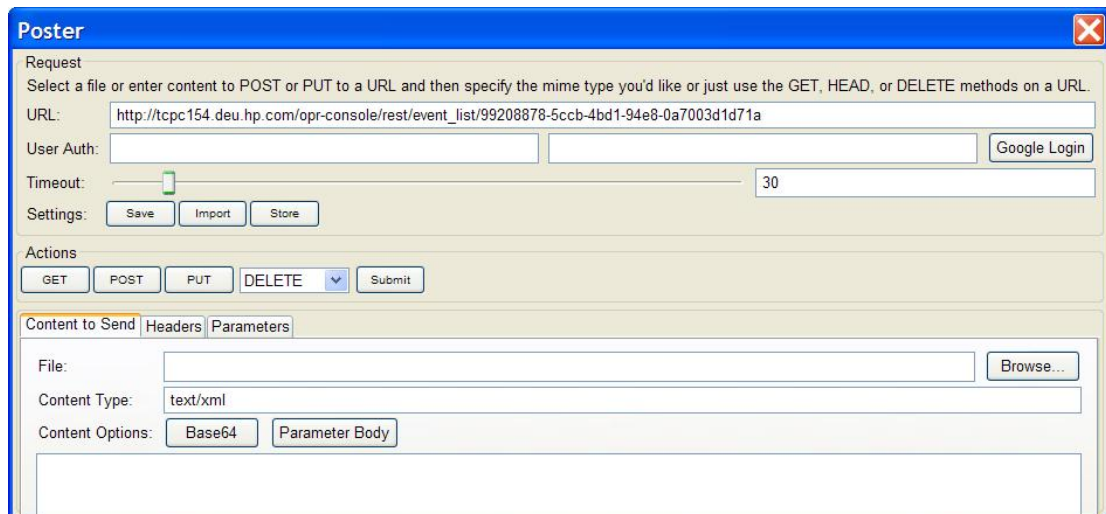 Poster
Request
Select a file or enter content to POST or PUT to a URL and then specify the mime type you'd like or just use the GET, HEAD, or DELETE methods on a URL.
URL: http://tcpc154.deu.hp.com/opr-console/rest/event_list/99208878-5ccb-4bd1-94e8-0a7003d1d71a
User Auth: Google Login
Timeout: 30
Settings: Save Import Store
Actions
GET POST PUT DELETE Submit
Content to Send Headers Parameters
File: Browse...
Content Type: text/xml
Content Options: Base64 Parameter Body